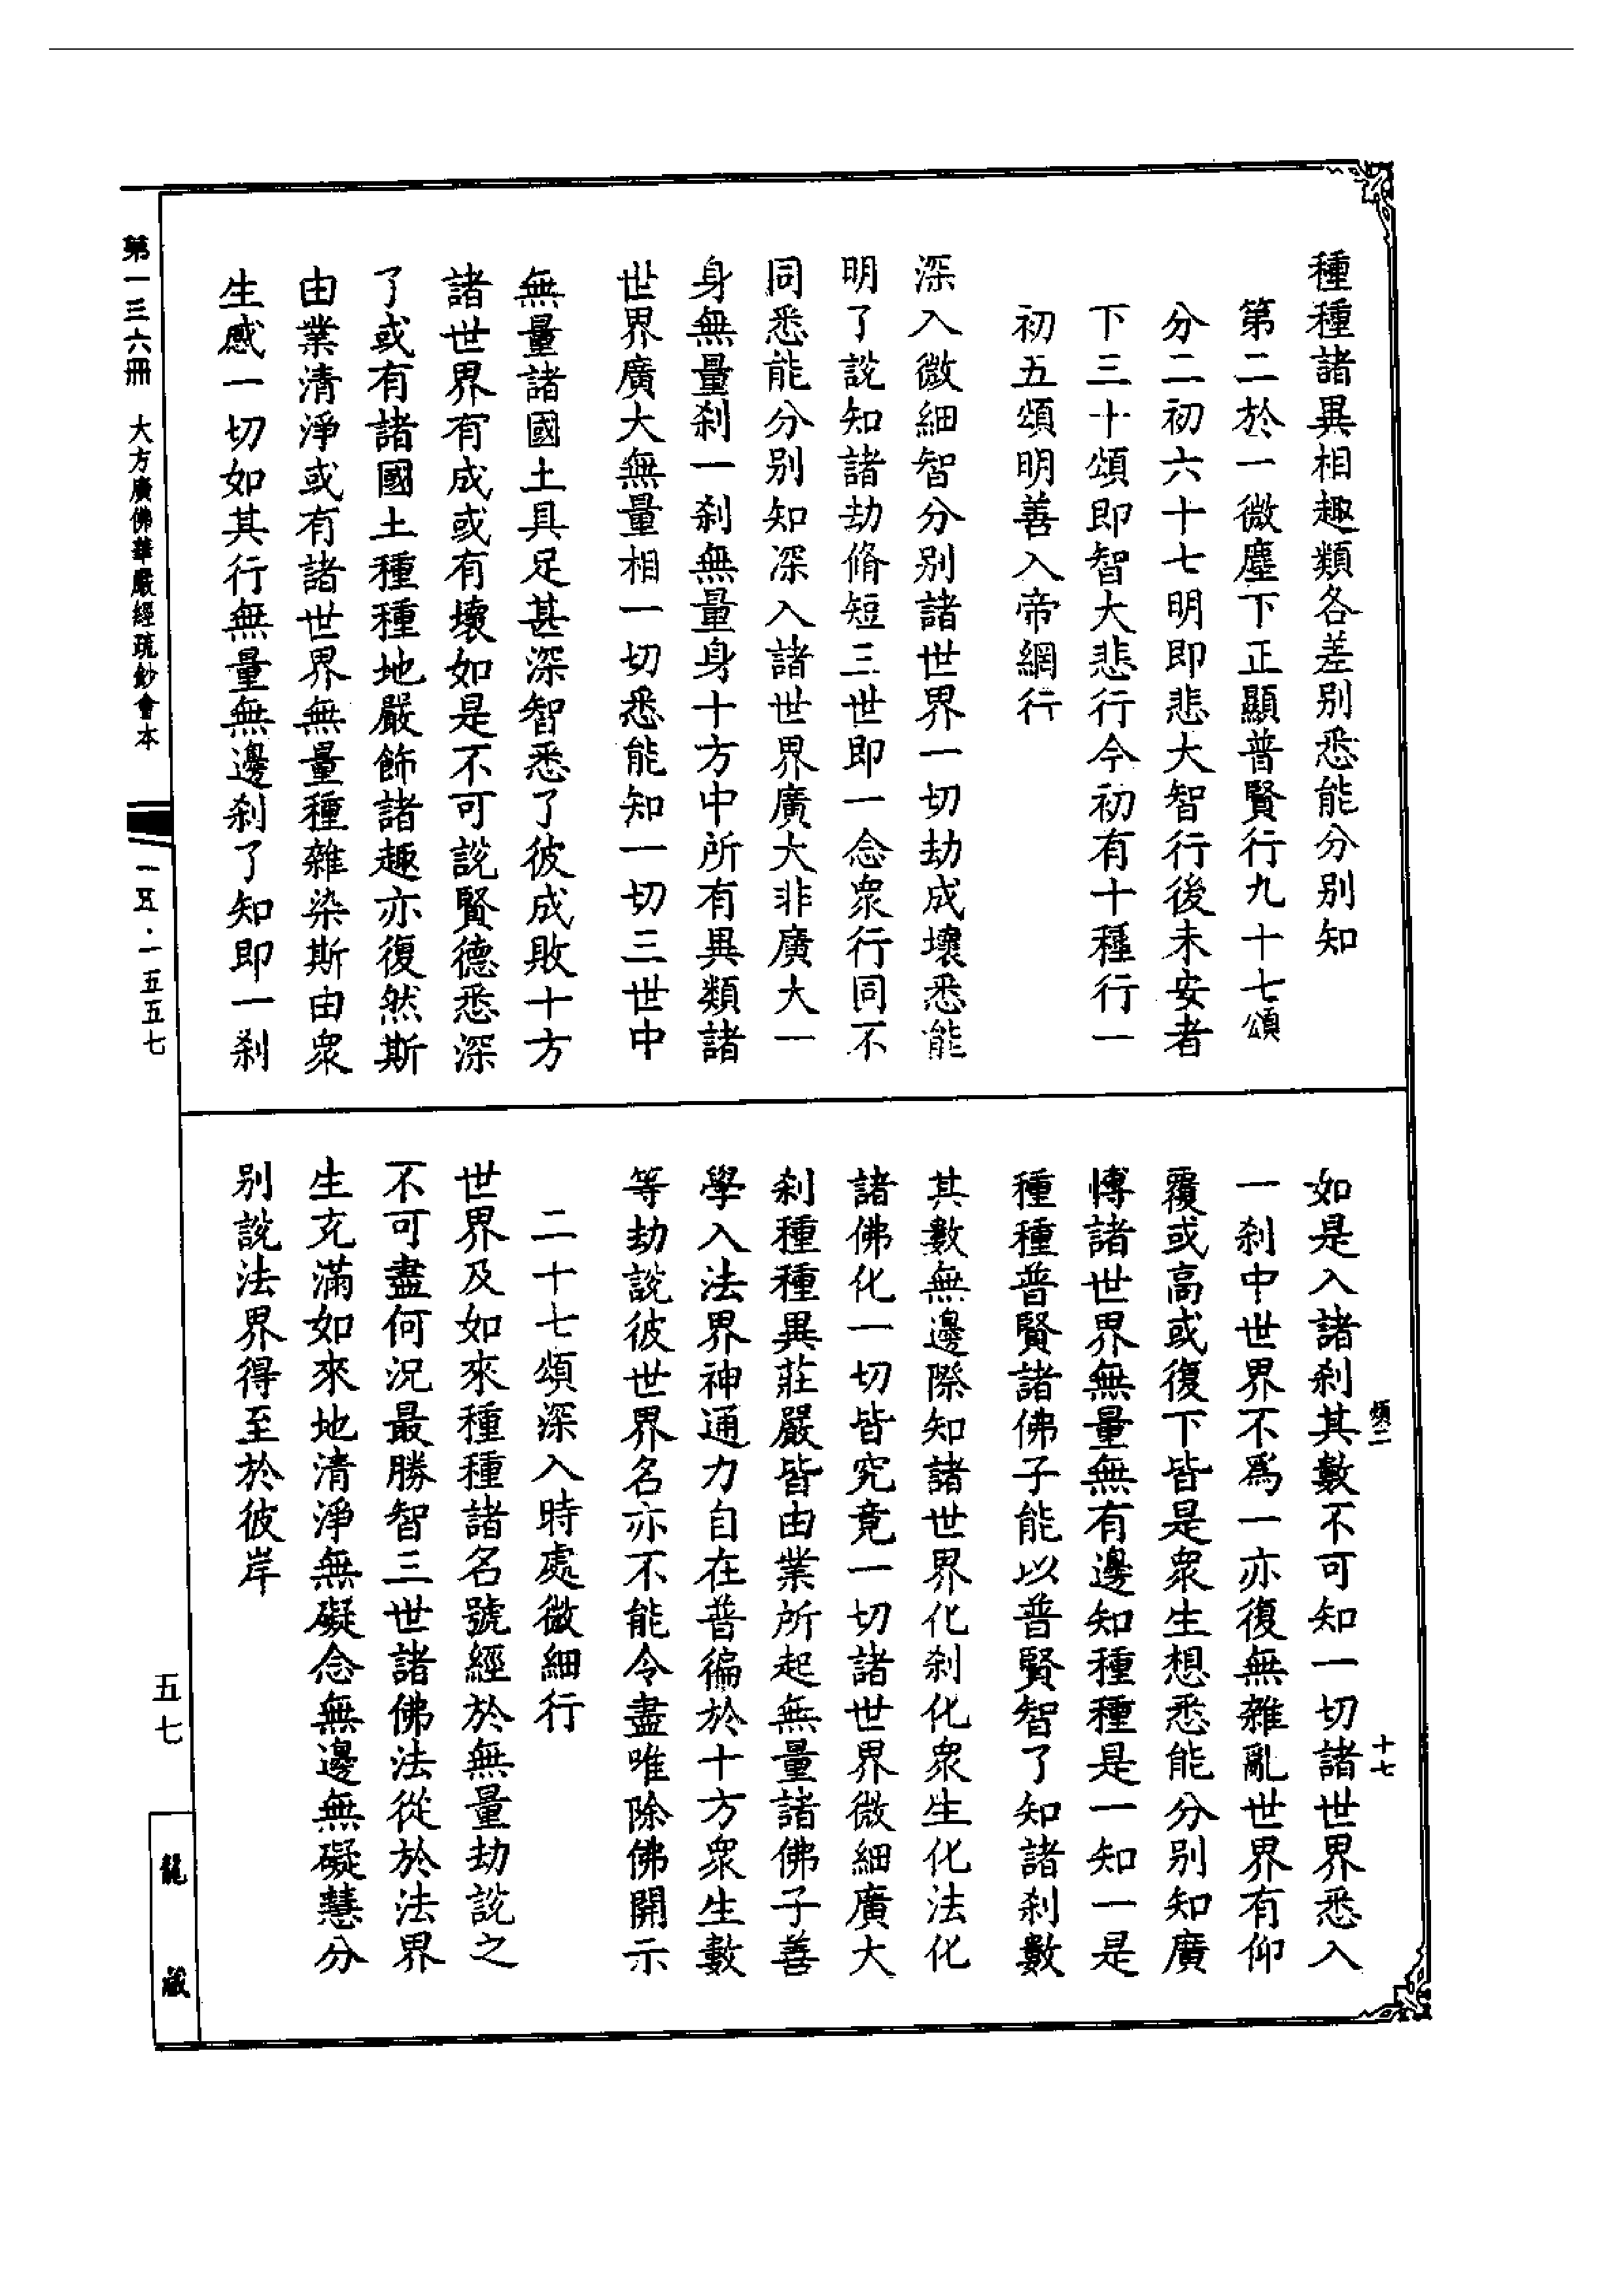 種種諸異相趣類各差别悉能分别知
第二於一微塵下正顯普賢行九十七頌
分二初六十七明即悲大智行後未安者
下三十頌即智大悲行今初有十種行一
初五頌明善入帝網行
深入微細智分别諸世界一切劫成壞悉能
明了說知諸劫脩短三世即一念衆行同不
同悉能分别知深入諸世界廣大非廣大一
身無量刹一刹無量身十方中所有異類諸
世界廣大無量相一切悉能知一切三世中
無量諸國土具足甚深智悉了彼成敗十方
諸世界有成或有壞如是不可說賢德悉深
了或有諸國土種種地嚴飾諸趣亦復然斯
由業清淨或有諸世界無量種雜染斯由衆
生感一切如其行無量無邊刹了知即一刹
如是入諸刹其數不可知一切諸世界悉入
一刹中世界不爲一亦復無雜亂世界有仰
覆或高或復下皆是衆生想悉能分别知廣
博諸世界無量無有邊知種種是一知一是
種種普賢諸佛子能以普賢智了知諸刹數
其數無邊際知諸世界化刹化衆生化法化
諸佛化一切皆究竟一切諸世界微細廣大
刹種種異莊嚴皆由業所起無量諸佛子善
學入法界神通力自在普徧於十方衆生數
等劫說彼世界名亦不能令盡唯除佛開示
二十七頌深入時處微細行
世界及如來種種諸名號經於無量劫說之
不可盡何況最勝智三世諸佛法從於法界
生充滿如來地清淨無礙念無邊無礙慧分
别說法界得至於彼岸
煩二
十七
第一三六冊 大方廣佛華嚴經疏鈔會本
一五·一五五七
五七
龍藏